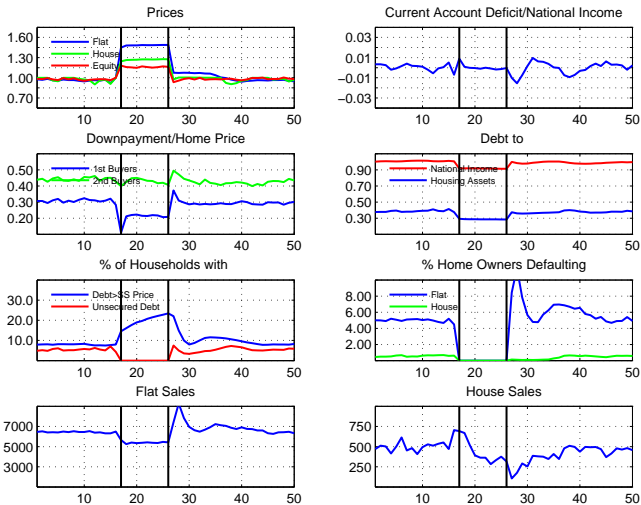 Prices
1.60
1.30
1.00
0.70
Flat
House
Equity
10 20 30 40 50
Current Account Deficit/National Income
0.03
0.01
−0.01
−0.03
10 20 30 40 50
Downpayment/Home Price
0.50
0.40
0.30
0.20
1st Buyers
2nd Buyers
10 20 30 40 50
Debt to
0.90
0.70
0.50
0.30
National Income
Housing Assets
10 20 30 40 50
% of Households with
30.0
20.0
10.0
Debt>SS Price
Unsecured Debt
10 20 30 40 50
% Home Owners Defaulting
8.00
6.00
4.00
2.00
Flat
House
10 20 30 40 50
Flat Sales
7000
5000
3000
10 20 30 40 50
House Sales
750
500
250
10 20 30 40 50